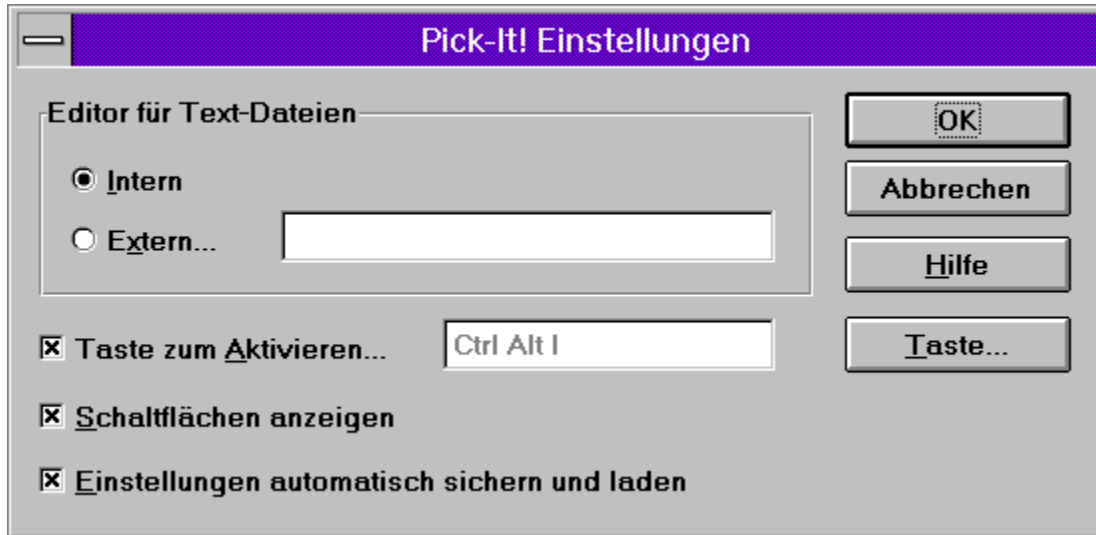 Pick-It! Einstellungen
Editor für Text-Dateien
Intern
Extern...
OK
Abbrechen
Hilfe
Taste zum Aktivieren...
Ctrl Alt I
Taste...
Schaltflächen anzeigen
Einstellungen automatisch sichern und laden